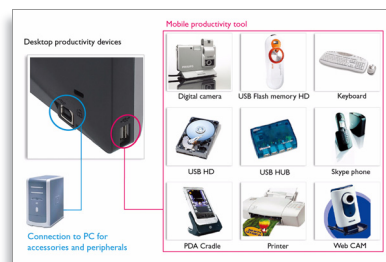 Mobile productivity tool
Desktop productivity devices
Digital camera
USB Flash memory HD
Keyboard
USB HD
USB HUB
Skype phone
Connection to PC for
accessories and peripherals
PDA Cradle
Printer
Web CAM